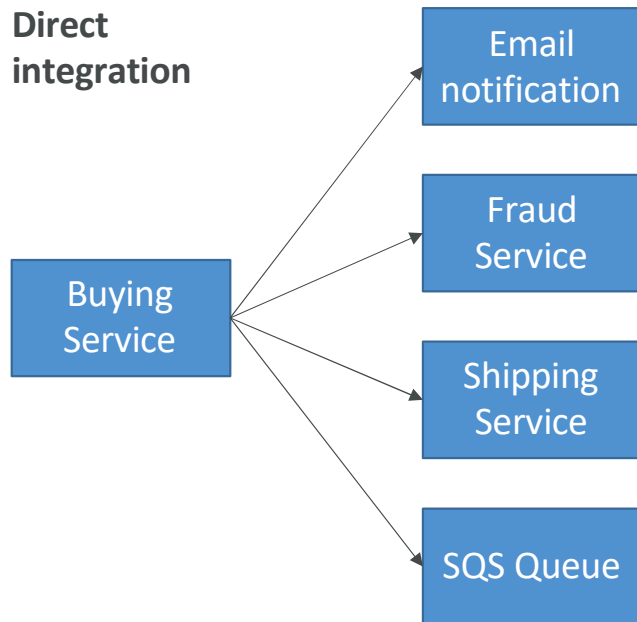 Direct
integration
Email
notification
Fraud
Service
Buying
Service
Shipping
Service
SQS Queue